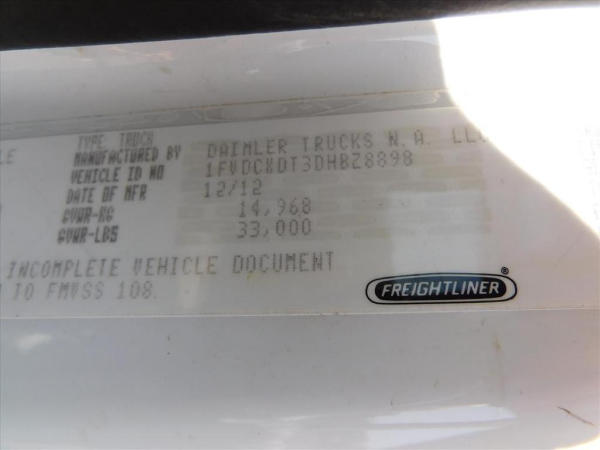 TYPE TRUCK
MANUFACTURED BY DAIMLER TRUCKS N.A. LLC
VEHICLE ID NO 1FVDCXDT3DHBZ8898
DATE OF MFR 12/12
GVWR-KG 14,968
GVWR-LBS 33,000
INCOMPLETE VEHICLE DOCUMENT
TO FMVSS 108.
FREIGHTLINER®